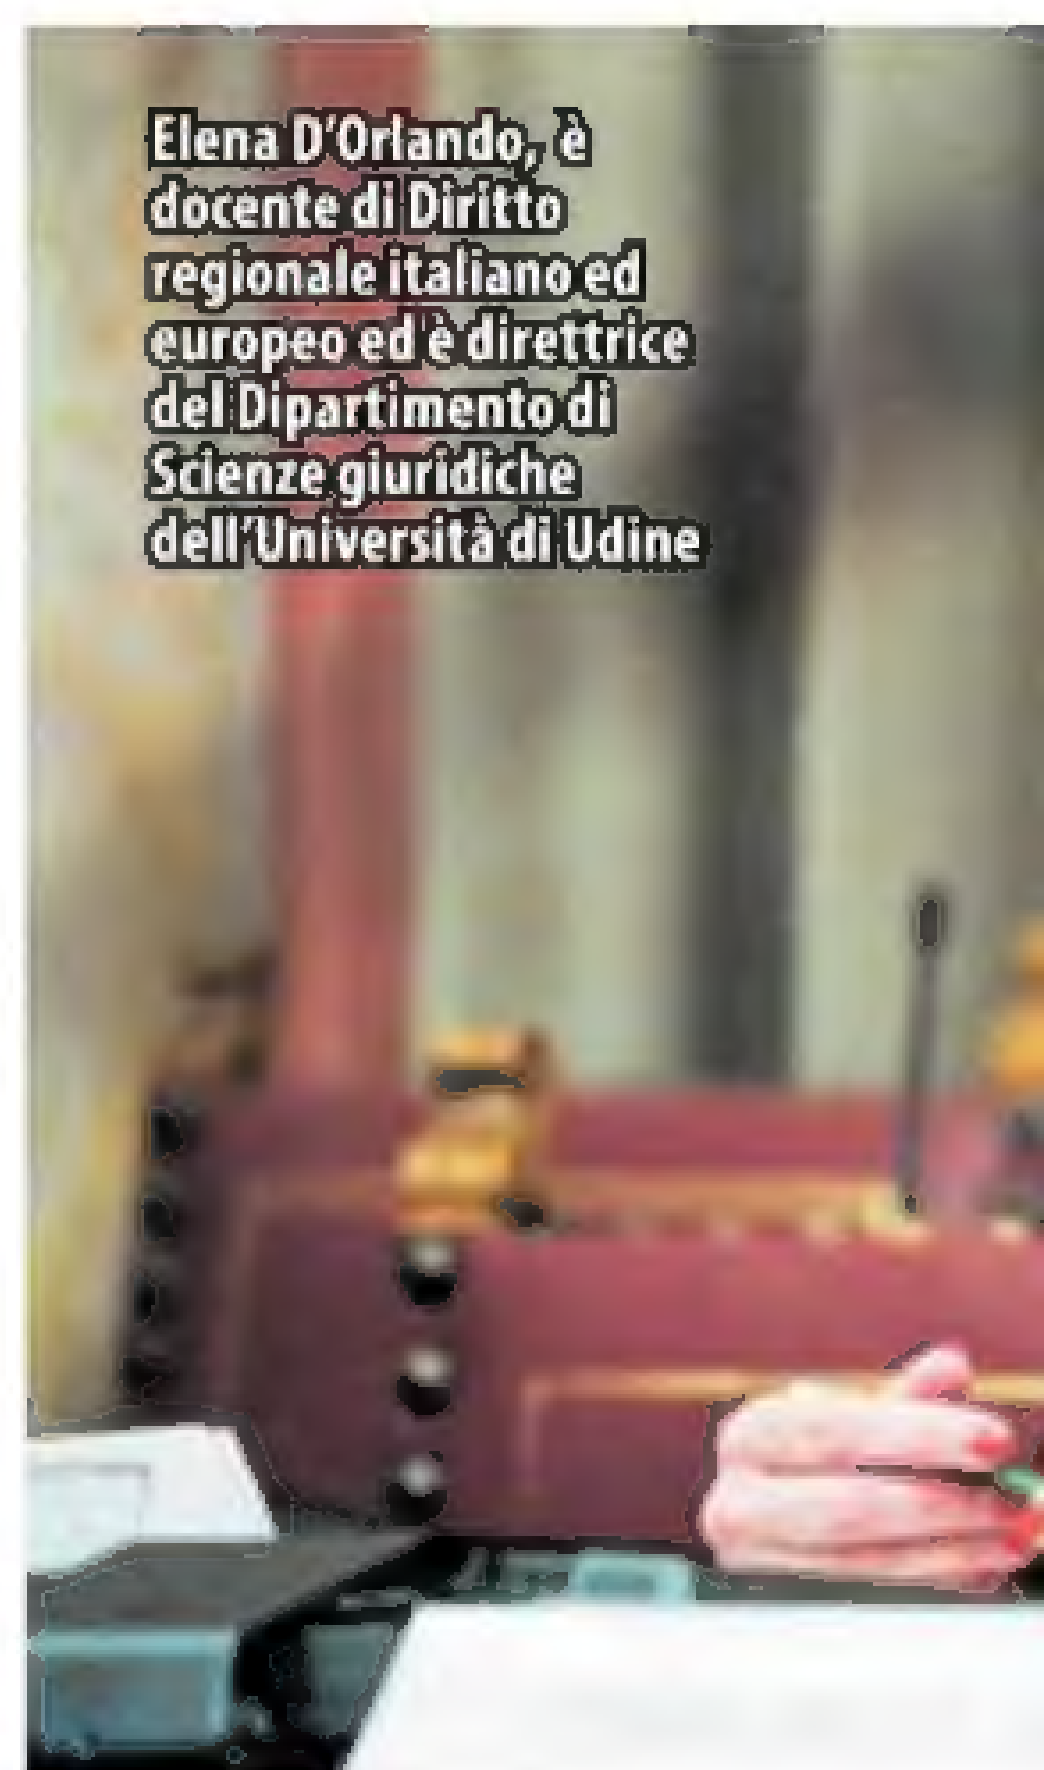 Elena D'Orlando, è
docente di Diritto
regionale italiano ed
europeo ed è direttrice
del Dipartimento di
Scienze giuridiche
dell'Università di Udine